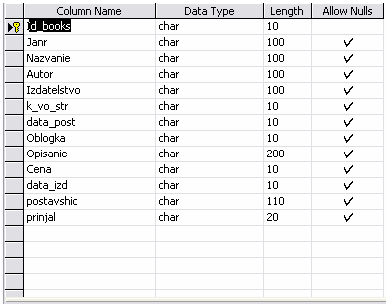 Column Name Data Type Length Allow Nulls
id_books char 10
Janr char 100
Nazvanie char 100
Autor char 100
Izdatelstvo char 100
k_vo_str char 10
data_post char 10
Oblogka char 10
Opisanie char 200
Cena char 10
data_izd char 10
postavshic char 110
prinjal char 20